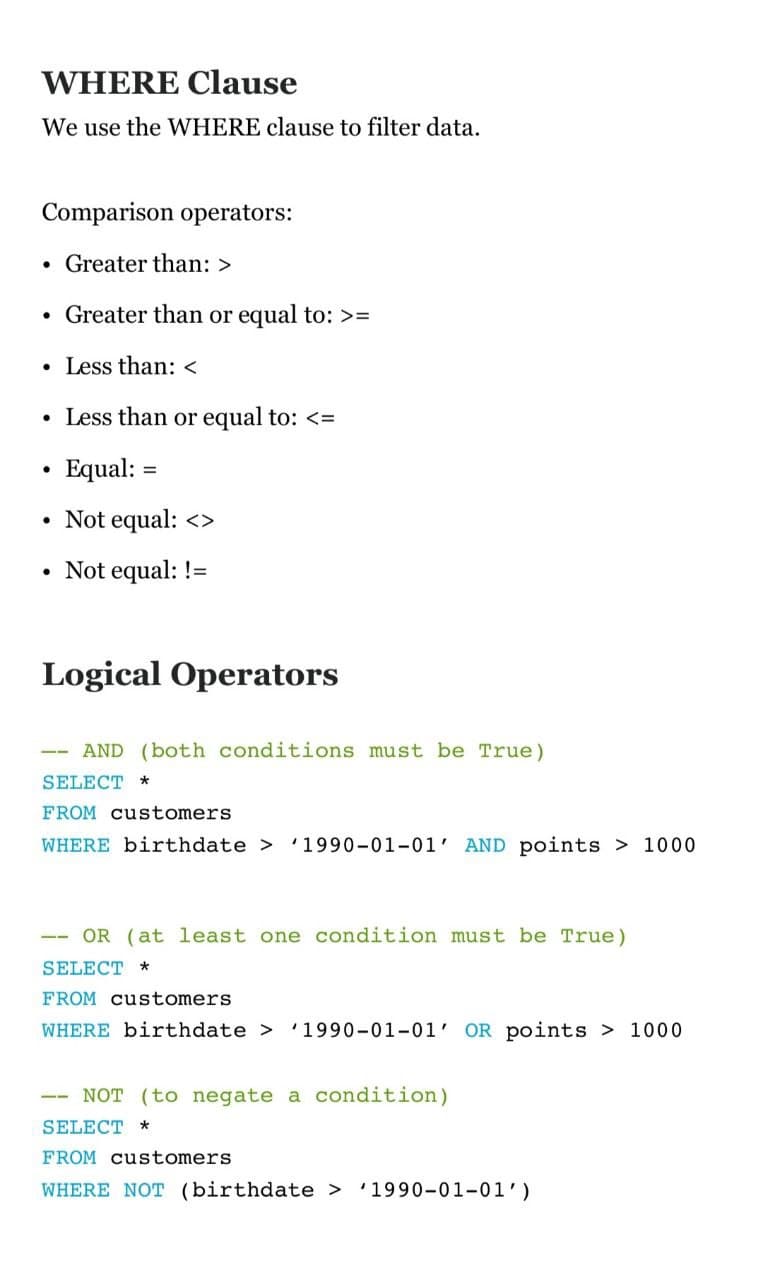 WHERE Clause
We use the WHERE clause to filter data.
Comparison operators:
• Greater than: >
• Greater than or equal to: >=
• Less than: <
• Less than or equal to: <=
• Equal: =
• Not equal: <>
• Not equal: !=
Logical Operators
–– AND (both conditions must be True)
SELECT *
FROM customers
WHERE birthdate > ‘1990-01-01’ AND points > 1000
–– OR (at least one condition must be True)
SELECT *
FROM customers
WHERE birthdate > ‘1990-01-01’ OR points > 1000
–– NOT (to negate a condition)
SELECT *
FROM customers
WHERE NOT (birthdate > ‘1990-01-01’)